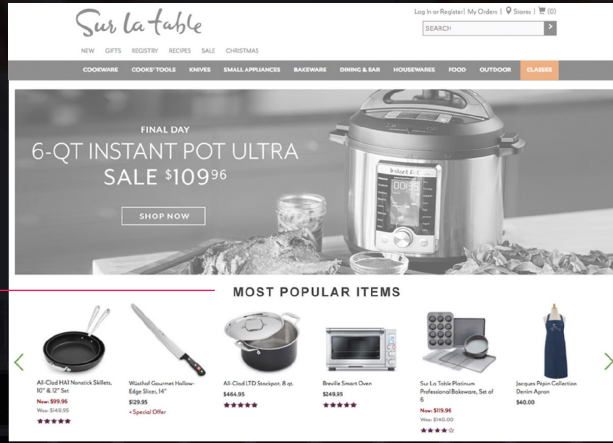 Sur la table
Log In or Register | My Orders | Stores | (0)
SEARCH
NEW GIFTS REGISTRY RECIPES SALE CHRISTMAS
COOKWARE COOKS' TOOLS KNIVES SMALL APPLIANCES BAKEWARE DINING & BAR HOUSEWARES FOOD OUTDOOR CLASSES
FINAL DAY
6-QT INSTANT POT ULTRA
SALE $109.96
SHOP NOW
Instant Pot
MOST POPULAR ITEMS
All-Clad HA1 Nonstick Skillets,
10" & 12" Set
Now: $99.96
Was: $149.95
Wüsthof Gourmet Hollow-
Edge Slicer, 14"
$129.95
• Special Offer
All-Clad LTD Stockpot, 8 qt.
$464.95
Breville Smart Oven
$249.95
Sur La Table Platinum
Professional Bakeware, Set of
6
Now: $119.96
Was: $140.00
Jacques Pépin Collection
Denim Apron
$40.00